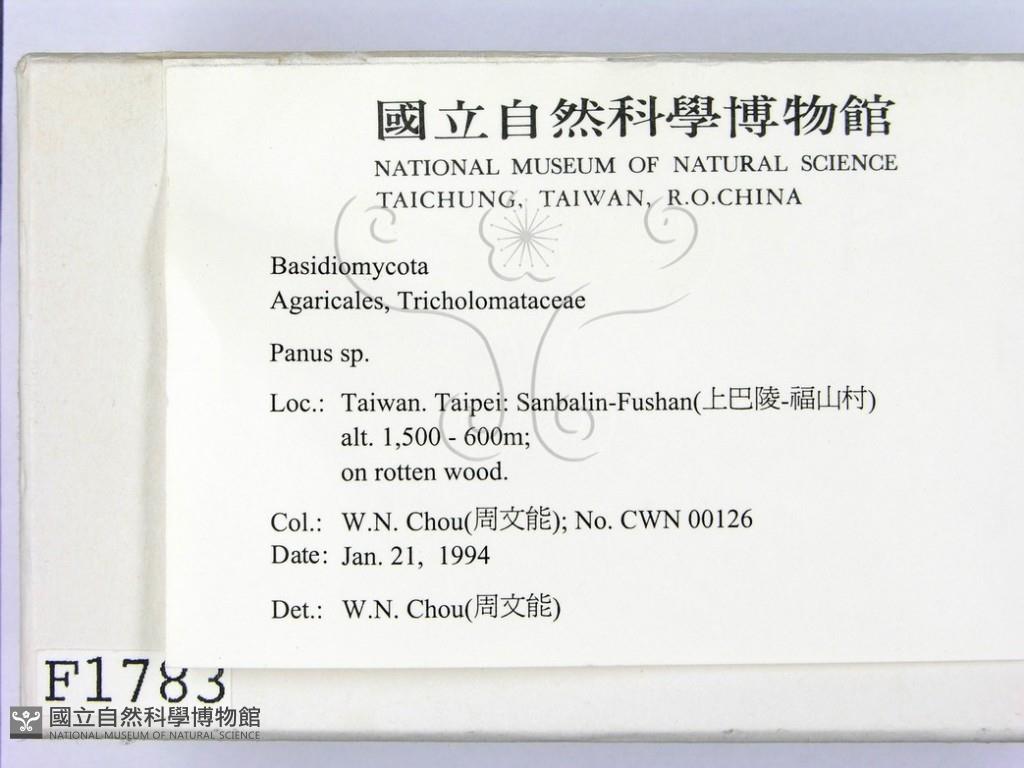 國立自然科學博物館
NATIONAL MUSEUM OF NATURAL SCIENCE
TAICHUNG, TAIWAN, R.O.CHINA
Basidiomycota
Agaricales, Tricholomataceae
Panus sp.
Loc.: Taiwan. Taipei: Sanbalin-Fushan(上巴陵-福山村)
alt. 1,500 - 600m;
on rotten wood.
Col.: W.N. Chou(周文能); No. CWN 00126
Date: Jan. 21, 1994
Det.: W.N. Chou(周文能)
F1783
國立自然科學博物館
NATIONAL MUSEUM OF NATURAL SCIENCE